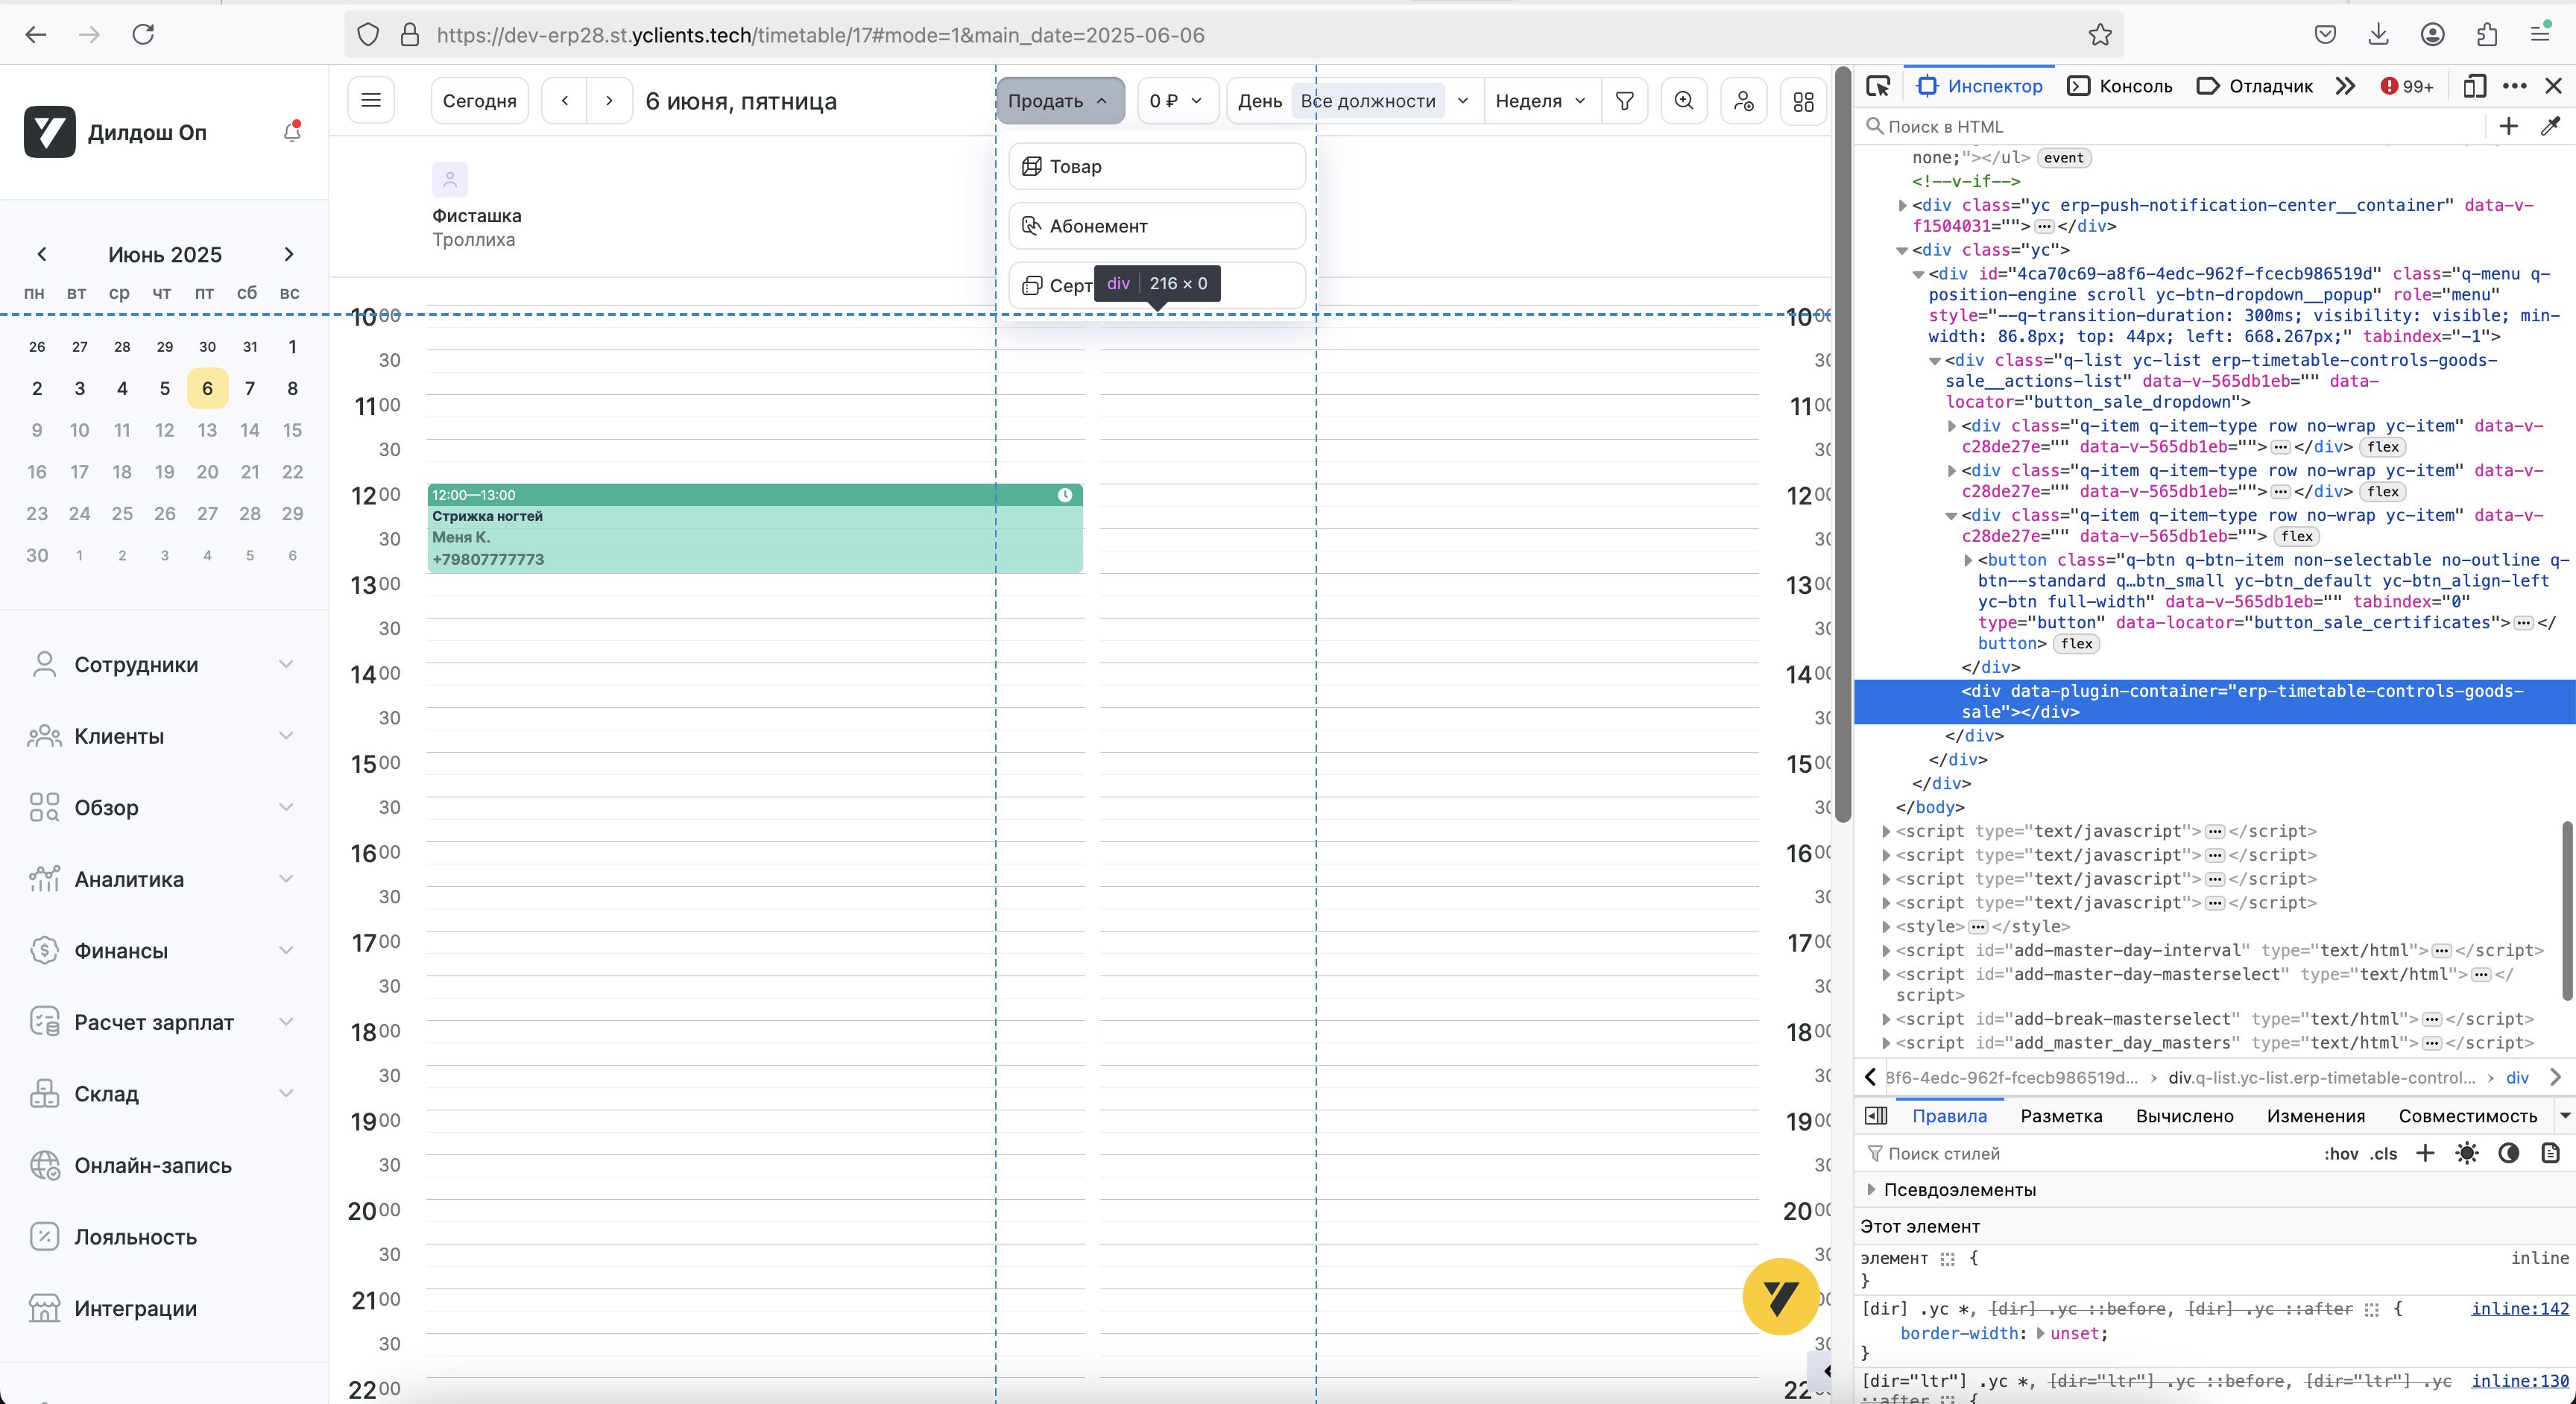 https://dev-erp28.st.yclients.tech/timetable/17#mode=1&main_date=2025-06-06
Дилдош Оп
Июнь 2025
пн вт ср чт пт сб вс
26 27 28 29 30 31 1
2 3 4 5 6 7 8
9 10 11 12 13 14 15
16 17 18 19 20 21 22
23 24 25 26 27 28 29
30 1 2 3 4 5 6
Сотрудники
Клиенты
Обзор
Аналитика
Финансы
Расчет зарплат
Склад
Онлайн-запись
Лояльность
Интеграции
Сегодня
6 июня, пятница
Продать
0 ₽
День
Все должности
Неделя
Фисташка
Троллиха
Товар
Абонемент
Серт
div 216 × 0
10 00
30
11 00
30
12 00
30
13 00
30
14 00
30
15 00
30
16 00
30
17 00
30
18 00
30
19 00
30
20 00
30
21 00
30
22 00
12:00—13:00
Стрижка ногтей
Меня К.
+79807777773
10
11
12
13
14
15
16
17
18
19
20
22
Инспектор
Консоль
Отладчик
99+
Поиск в HTML
none;"></ul> event
<!--v-if-->
<div class="yc erp-push-notification-center__container" data-v-
f1504031=""> </div>
<div class="yc">
<div id="4ca70c69-a8f6-4edc-962f-fcecb986519d" class="q-menu q-
position-engine scroll yc-btn-dropdown__popup" role="menu"
style="--q-transition-duration: 300ms; visibility: visible; min-
width: 86.8px; top: 44px; left: 668.267px;" tabindex="-1">
<div class="q-list yc-list erp-timetable-controls-goods-
sale__actions-list" data-v-565db1eb="" data-
locator="button_sale_dropdown">
<div class="q-item q-item-type row no-wrap yc-item" data-v-
c28de27e="" data-v-565db1eb=""> </div> flex
<div class="q-item q-item-type row no-wrap yc-item" data-v-
c28de27e="" data-v-565db1eb=""> </div> flex
<div class="q-item q-item-type row no-wrap yc-item" data-v-
c28de27e="" data-v-565db1eb=""> flex
<button class="q-btn q-btn-item non-selectable no-outline q-
btn--standard q…btn_small yc-btn_default yc-btn_align-left
yc-btn full-width" data-v-565db1eb="" tabindex="0"
type="button" data-locator="button_sale_certificates"> </
button> flex
</div>
<div data-plugin-container="erp-timetable-controls-goods-
sale"></div>
</div>
</div>
</div>
</body>
<script type="text/javascript"> </script>
<script type="text/javascript"> </script>
<script type="text/javascript"> </script>
<script type="text/javascript"> </script>
<style> </style>
<script id="add-master-day-interval" type="text/html"> </script>
<script id="add-master-day-masterselect" type="text/html"> </
script>
<script id="add-break-masterselect" type="text/html"> </script>
<script id="add_master_day_masters" type="text/html"> </script>
8f6-4edc-962f-fcecb986519d… > div.q-list.yc-list.erp-timetable-control… > div
Правила
Разметка
Вычислено
Изменения
Совместимость
Поиск стилей
:hov .cls
Псевдоэлементы
Этот элемент
элемент { inline
}
[dir] .yc *, [dir] .yc ::before, [dir] .yc ::after { inline:142
border-width: unset;
}
[dir="ltr"] .yc *, [dir="ltr"] .yc ::before, [dir="ltr"] .yc inline:130
::after {